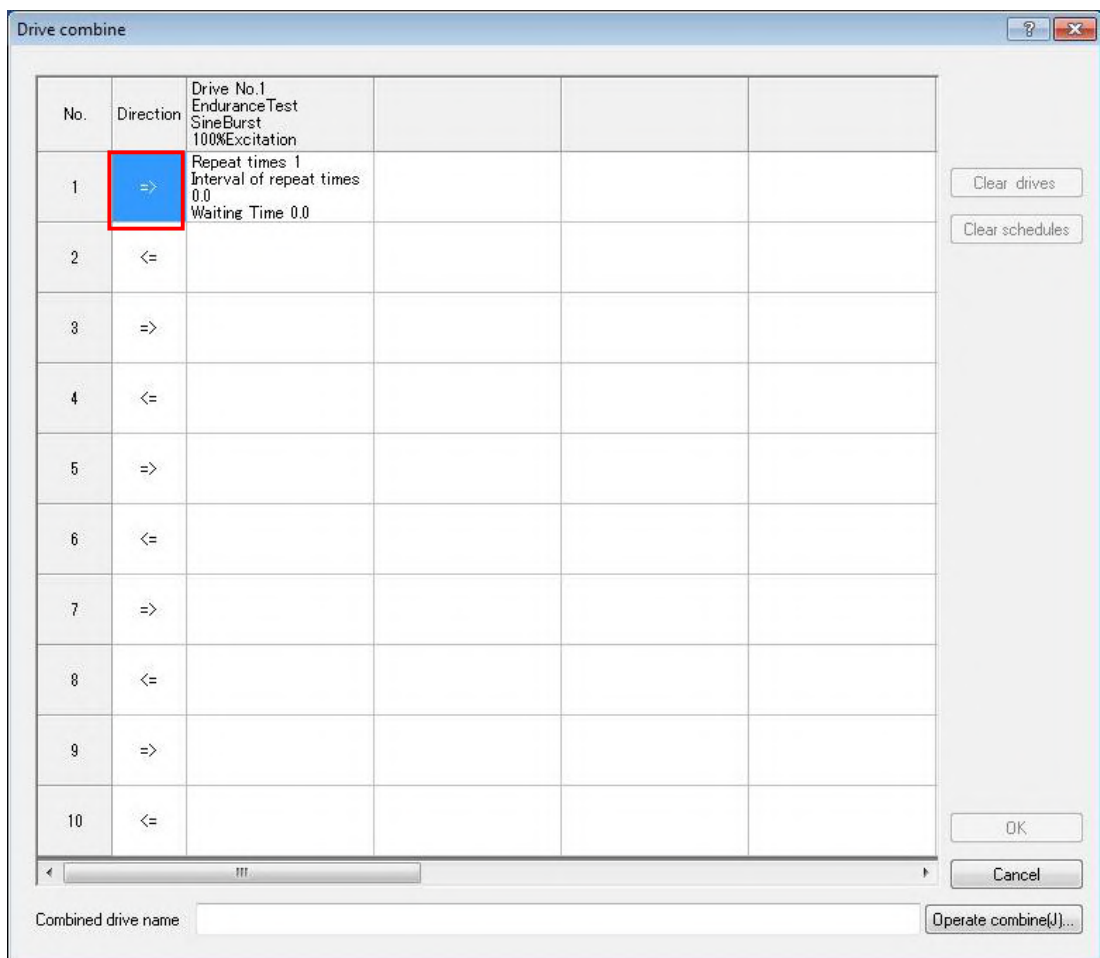 Drive combine
No.
Direction
Drive No.1
EnduranceTest
SineBurst
100%Excitation
1
=>
Repeat times 1
Interval of repeat times
0.0
Waiting Time 0.0
Clear drives
Clear schedules
2
<=
3
=>
4
<=
5
=>
6
<=
7
=>
8
<=
9
=>
10
<=
OK
Cancel
Combined drive name
Operate combine(J)...